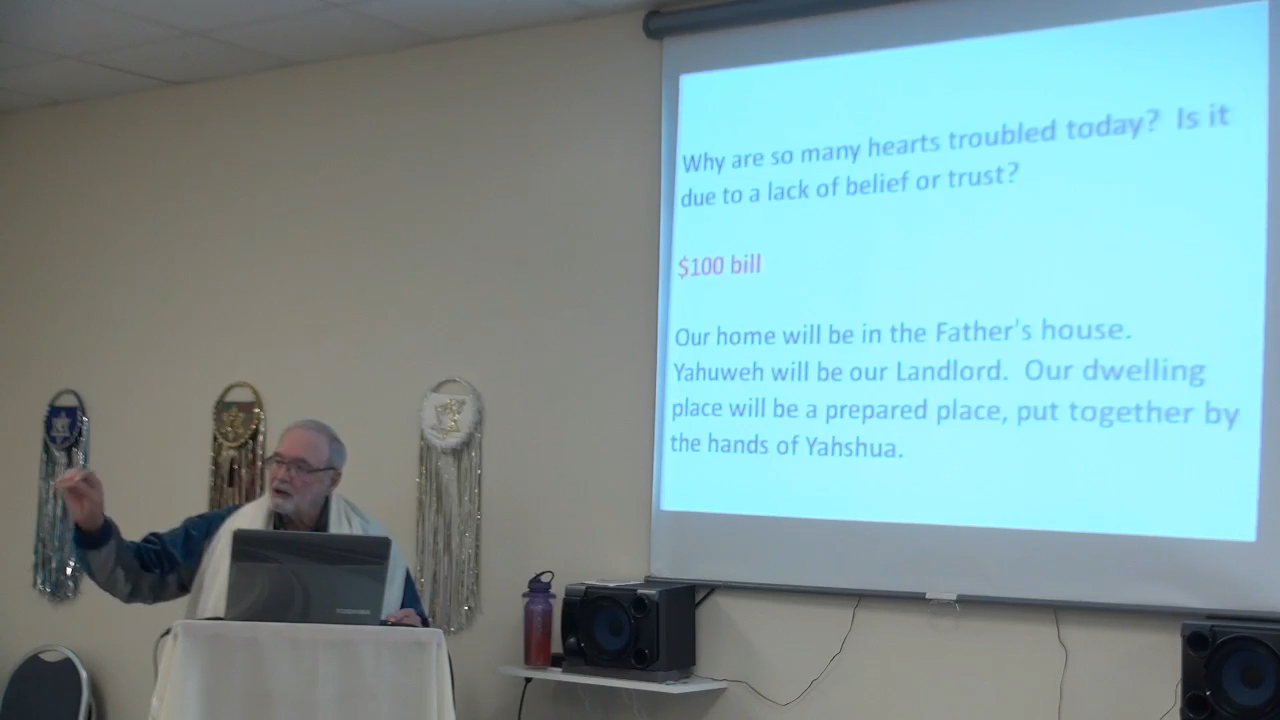 Why are so many hearts troubled today?  Is it
due to a lack of belief or trust?
$100 bill
Our home will be in the Father's house.
Yahuweh will be our Landlord.  Our dwelling
place will be a prepared place, put together by
the hands of Yahshua.
TOSHIBA